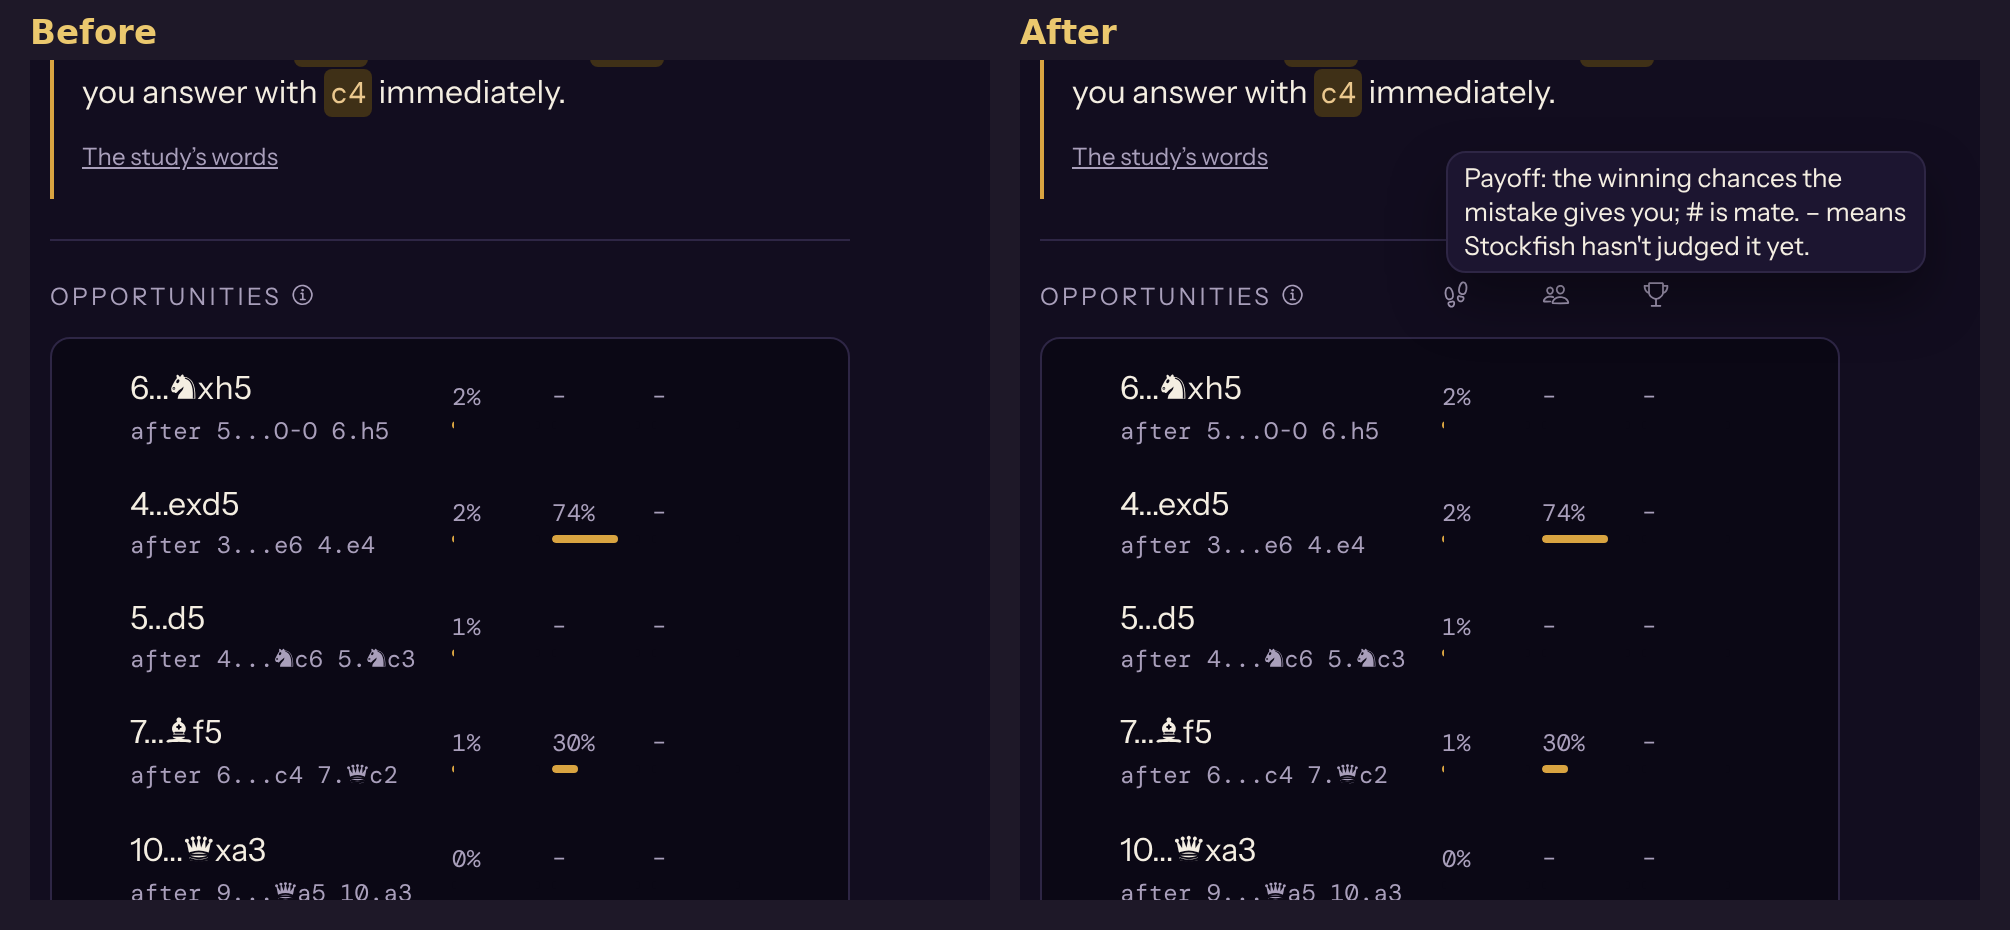 Before
you answer with c4 immediately.
The study’s words
OPPORTUNITIES
6...♞xh5
2% – –
after 5...O-O 6.h5
4...exd5
2% 74% –
after 3...e6 4.e4
5...d5
1% – –
after 4...♞c6 5.♞c3
7...♝f5
1% 30% –
after 6...c4 7.♛c2
10...♛xa3
0% – –
after 9...♛a5 10.a3
After
you answer with c4 immediately.
The study’s words
Payoff: the winning chances the
mistake gives you; # is mate. – means
Stockfish hasn't judged it yet.
OPPORTUNITIES
6...♞xh5
2% – –
after 5...O-O 6.h5
4...exd5
2% 74% –
after 3...e6 4.e4
5...d5
1% – –
after 4...♞c6 5.♞c3
7...♝f5
1% 30% –
after 6...c4 7.♛c2
10...♛xa3
0% – –
after 9...♛a5 10.a3